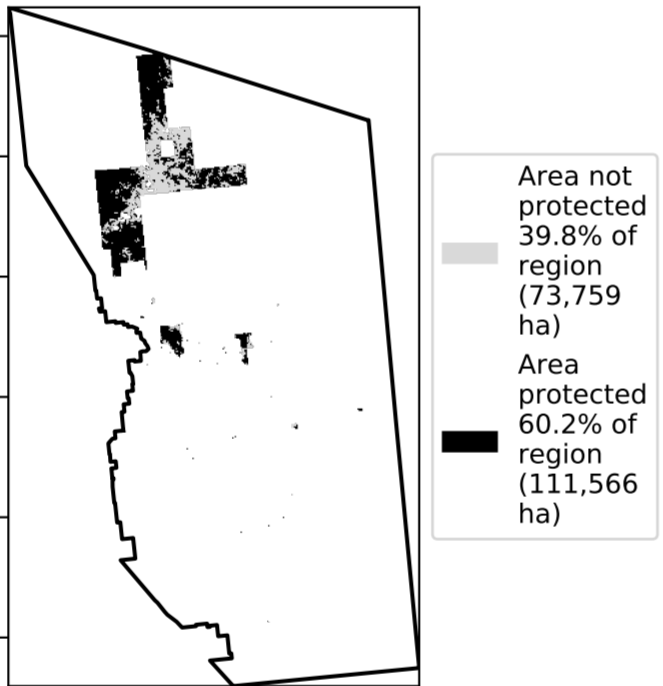 Area not
protected
39.8% of
region
(73,759
ha)
Area
protected
60.2% of
region
(111,566
ha)